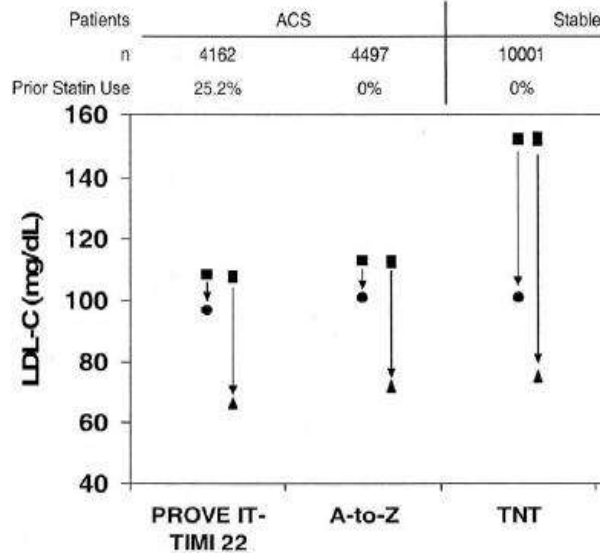 Patients ACS Stable
n 4162 4497 10001
Prior Statin Use 25.2% 0% 0%
160
140
120
100
80
60
40
LDL-C (mg/dL)
PROVE IT- A-to-Z TNT
TIMI 22